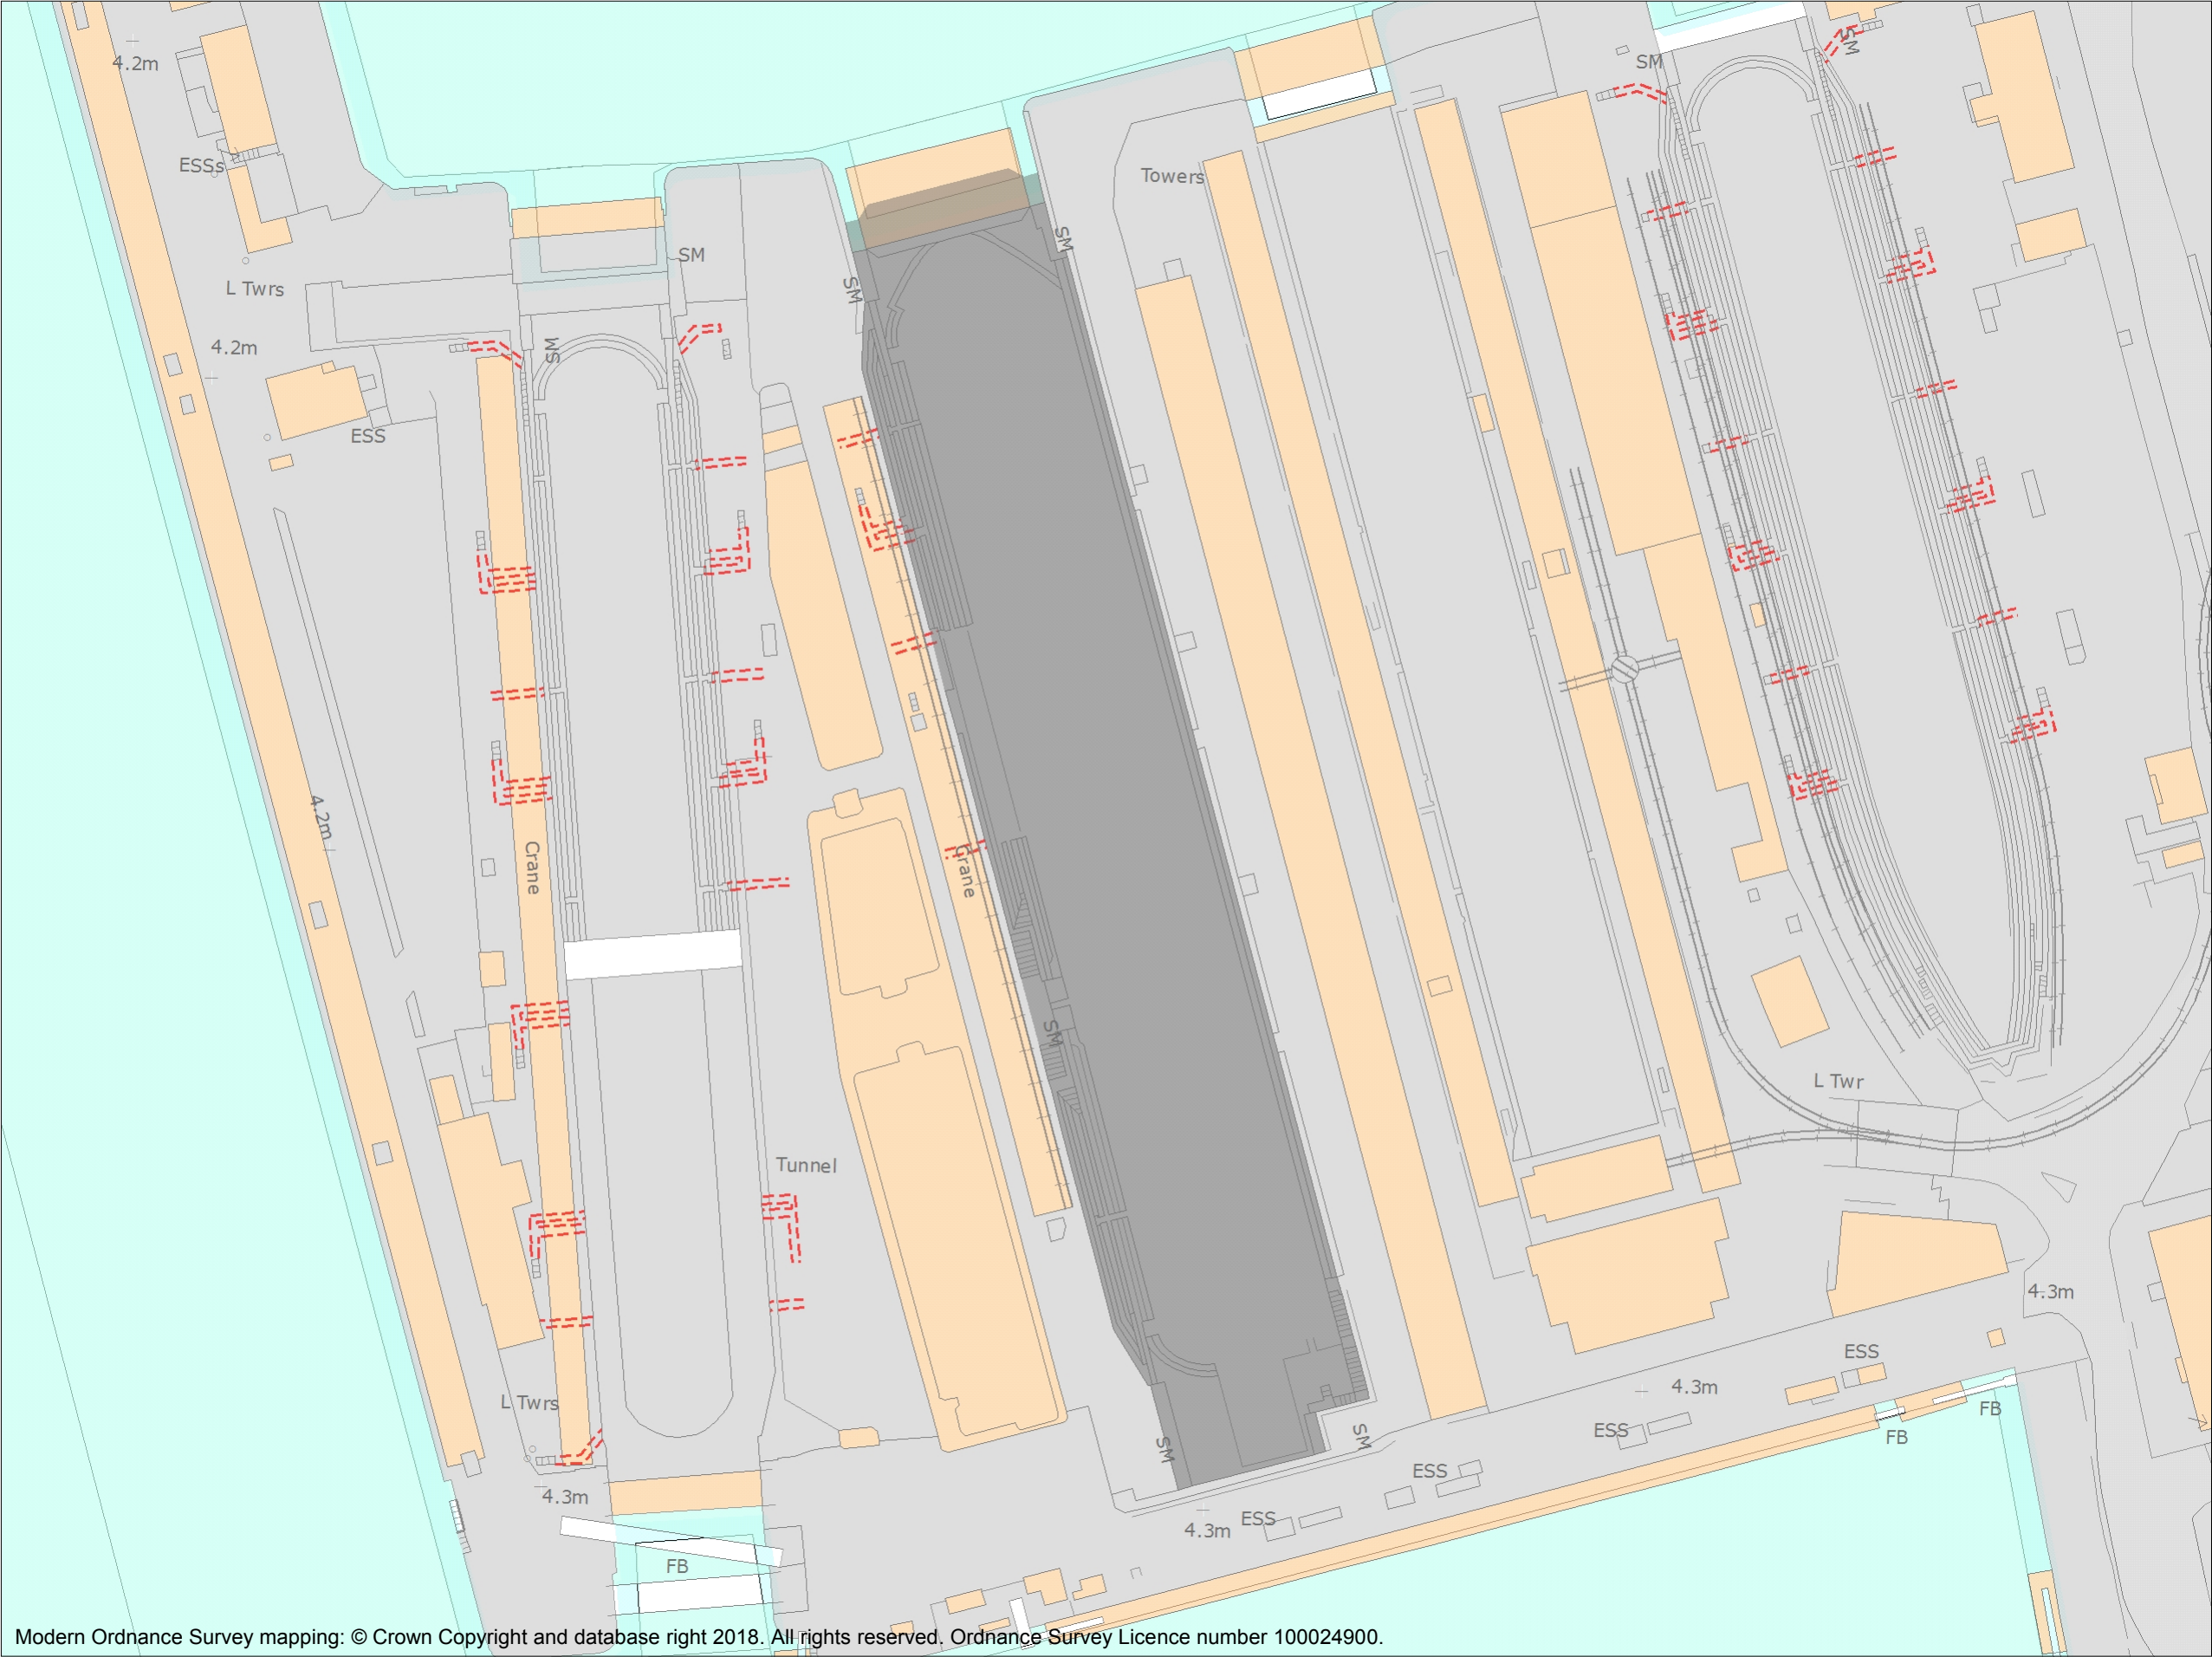 SM
4.2m
SM
ESSs
Towers
SM
SM
L Twrs
SM
4.2m
SM
ESS
4.2m
Crane
Crane
SM
L Twr
Tunnel
4.3m
ESS
4.3m
L Twrs
FB
ESS
FB
SM
SM
ESS
4.3m
ESS
4.3m
FB
Modern Ordnance Survey mapping: © Crown Copyright and database right 2018. All rights reserved. Ordnance Survey Licence number 100024900.